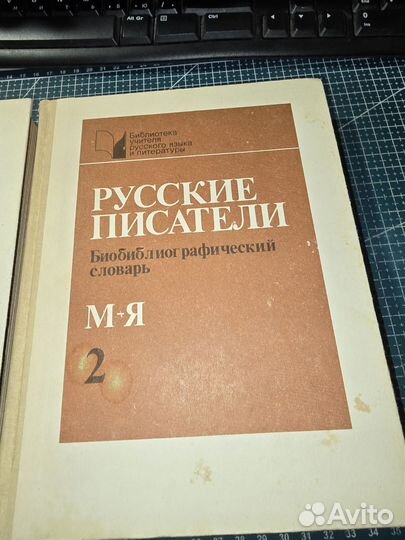 Библиотека
учителя
русского языка
и литературы
РУССКИЕ
ПИСАТЕЛИ
Биобиблиографический
словарь
М-Я
2
Avito